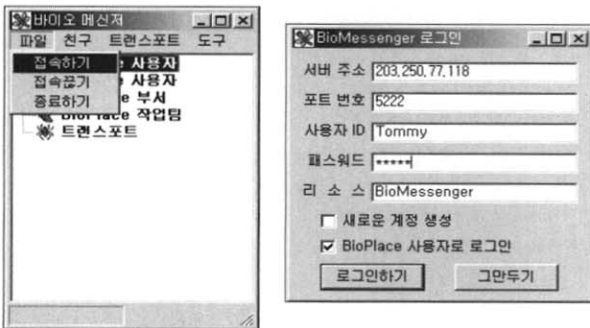 바이오 메신저
파일 친구 트랜스포트 도구
접속하기
접속끊기
종료하기
사용자
사용자
ce 부서
BioPlace 작업팀
트랜스포트
BioMessenger 로그인
서버 주소 203,250,77,118
포트 번호 5222
사용자 ID Tommy
패스워드 *****
리 소 스 BioMessenger
새로운 계정 생성
BioPlace 사용자로 로그인
로그인하기 그만두기